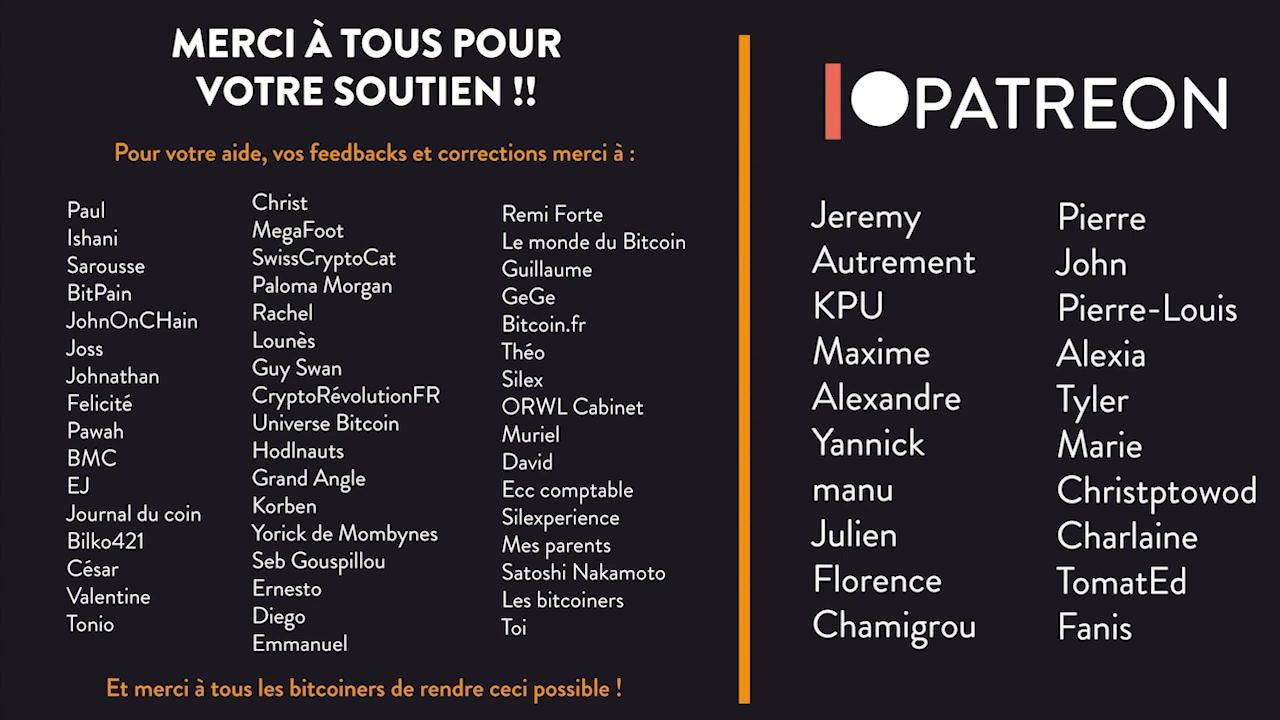 MERCI À TOUS POUR
VOTRE SOUTIEN !!
Pour votre aide, vos feedbacks et corrections merci à :
Paul
Ishani
Sarousse
BitPain
JohnOnCHain
Joss
Johnathan
Felicité
Pawah
BMC
EJ
Journal du coin
Bilko421
César
Valentine
Tonio
Christ
MegaFoot
SwissCryptoCat
Paloma Morgan
Rachel
Lounès
Guy Swan
CryptoRévolutionFR
Universe Bitcoin
Hodlnauts
Grand Angle
Korben
Yorick de Mombynes
Seb Gouspillou
Ernesto
Diego
Emmanuel
Remi Forte
Le monde du Bitcoin
Guillaume
GeGe
Bitcoin.fr
Théo
Silex
ORWL Cabinet
Muriel
David
Ecc comptable
Silexperience
Mes parents
Satoshi Nakamoto
Les bitcoiners
Toi
Et merci à tous les bitcoiners de rendre ceci possible !
PATREON
Jeremy
Autrement
KPU
Maxime
Alexandre
Yannick
manu
Julien
Florence
Chamigrou
Pierre
John
Pierre-Louis
Alexia
Tyler
Marie
Christptowod
Charlaine
TomatEd
Fanis